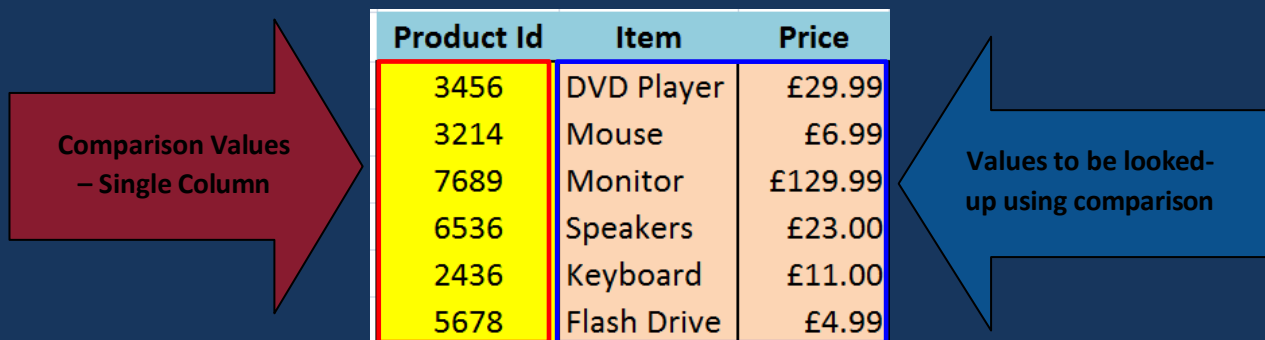 Product Id Item Price
3456 DVD Player £29.99
3214 Mouse £6.99
7689 Monitor £129.99
6536 Speakers £23.00
2436 Keyboard £11.00
5678 Flash Drive £4.99
Comparison Values
– Single Column
Values to be looked-
up using comparison